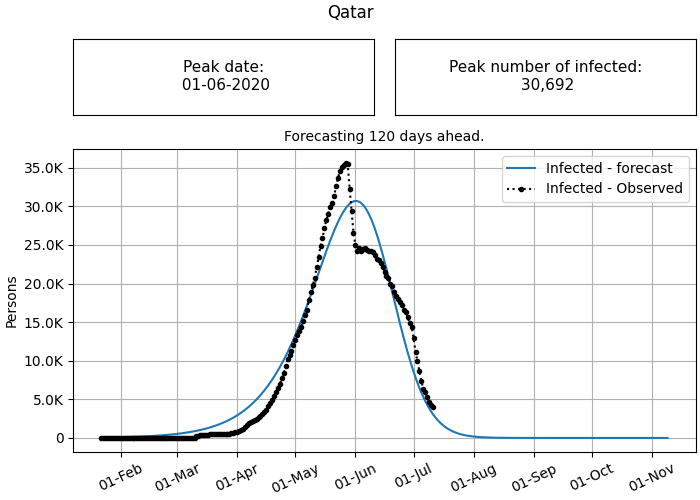 Qatar
Peak date:
01-06-2020
Peak number of infected:
30,692
Forecasting 120 days ahead.
Infected - forecast
Infected - Observed
Persons
35.0K
30.0K
25.0K
20.0K
15.0K
10.0K
5.0K
0
01-Feb
01-Mar
01-Apr
01-May
01-Jun
01-Jul
01-Aug
01-Sep
01-Oct
01-Nov